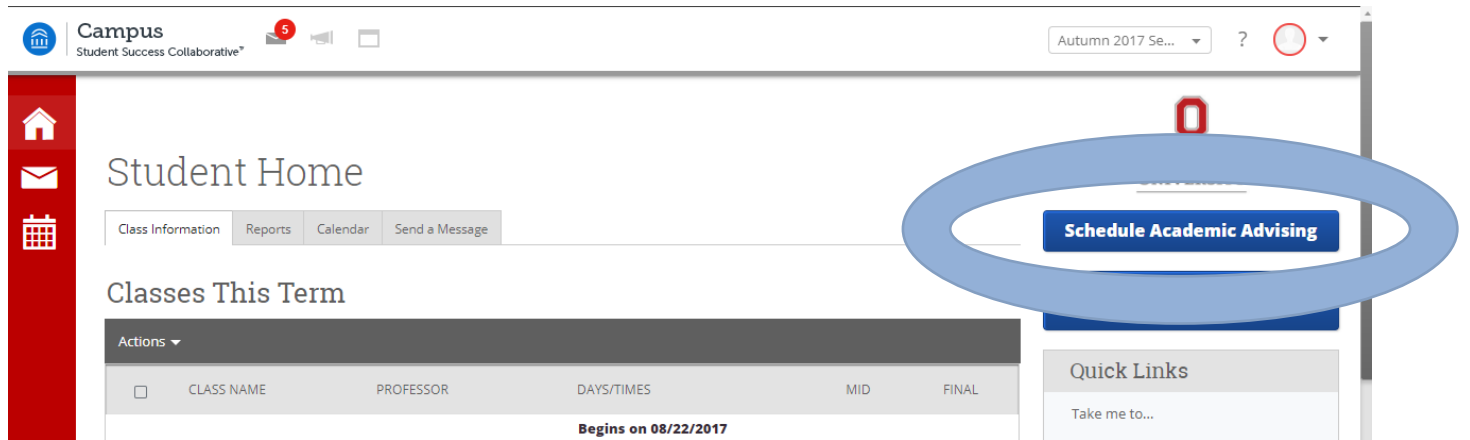 Campus
Student Success Collaborative
5
Autumn 2017 Se...
?
Student Home
Class Information Reports Calendar Send a Message
Schedule Academic Advising
Classes This Term
Actions
CLASS NAME PROFESSOR DAYS/TIMES MID FINAL
Begins on 08/22/2017
Quick Links
Take me to...